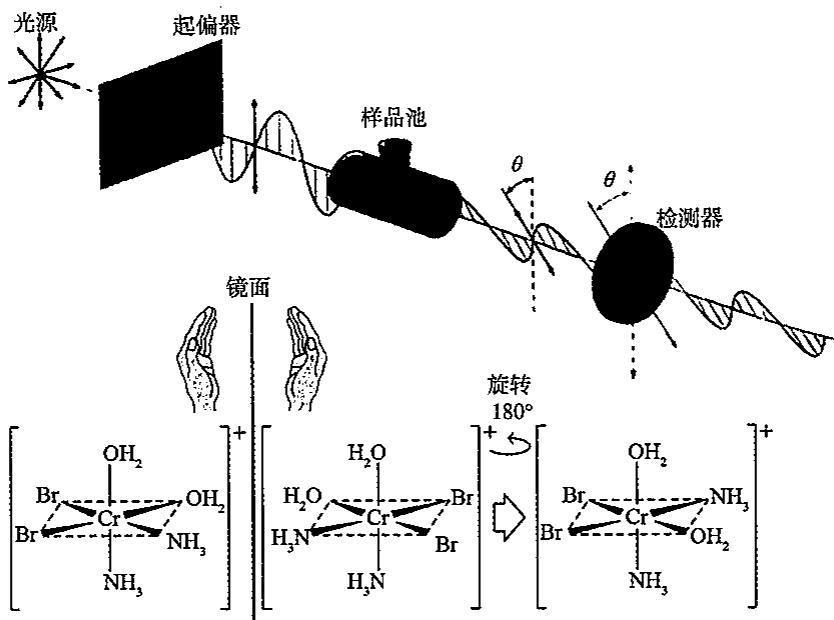 光源
起偏器
样品池
θ
θ
检测器
镜面
旋转
180°
+
OH₂
Br
OH₂
Cr
Br
NH₃
NH₃
+
H₂O
H₂O
Br
Cr
H₃N
Br
H₃N
+
OH₂
Br
NH₃
Cr
Br
OH₂
NH₃